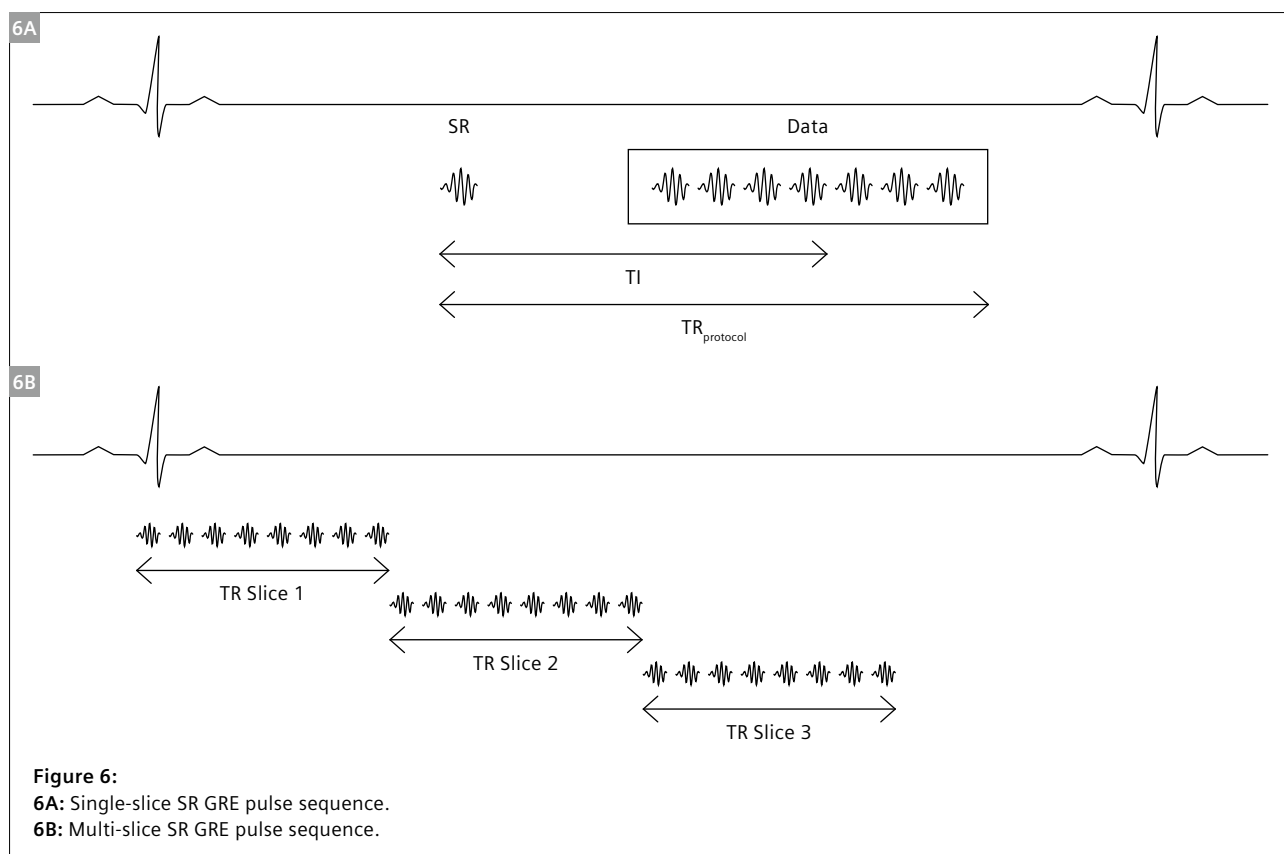 6A
SR
Data
TI
TRprotocol
6B
TR Slice 1
TR Slice 2
TR Slice 3
Figure 6:
6A: Single-slice SR GRE pulse sequence.
6B: Multi-slice SR GRE pulse sequence.